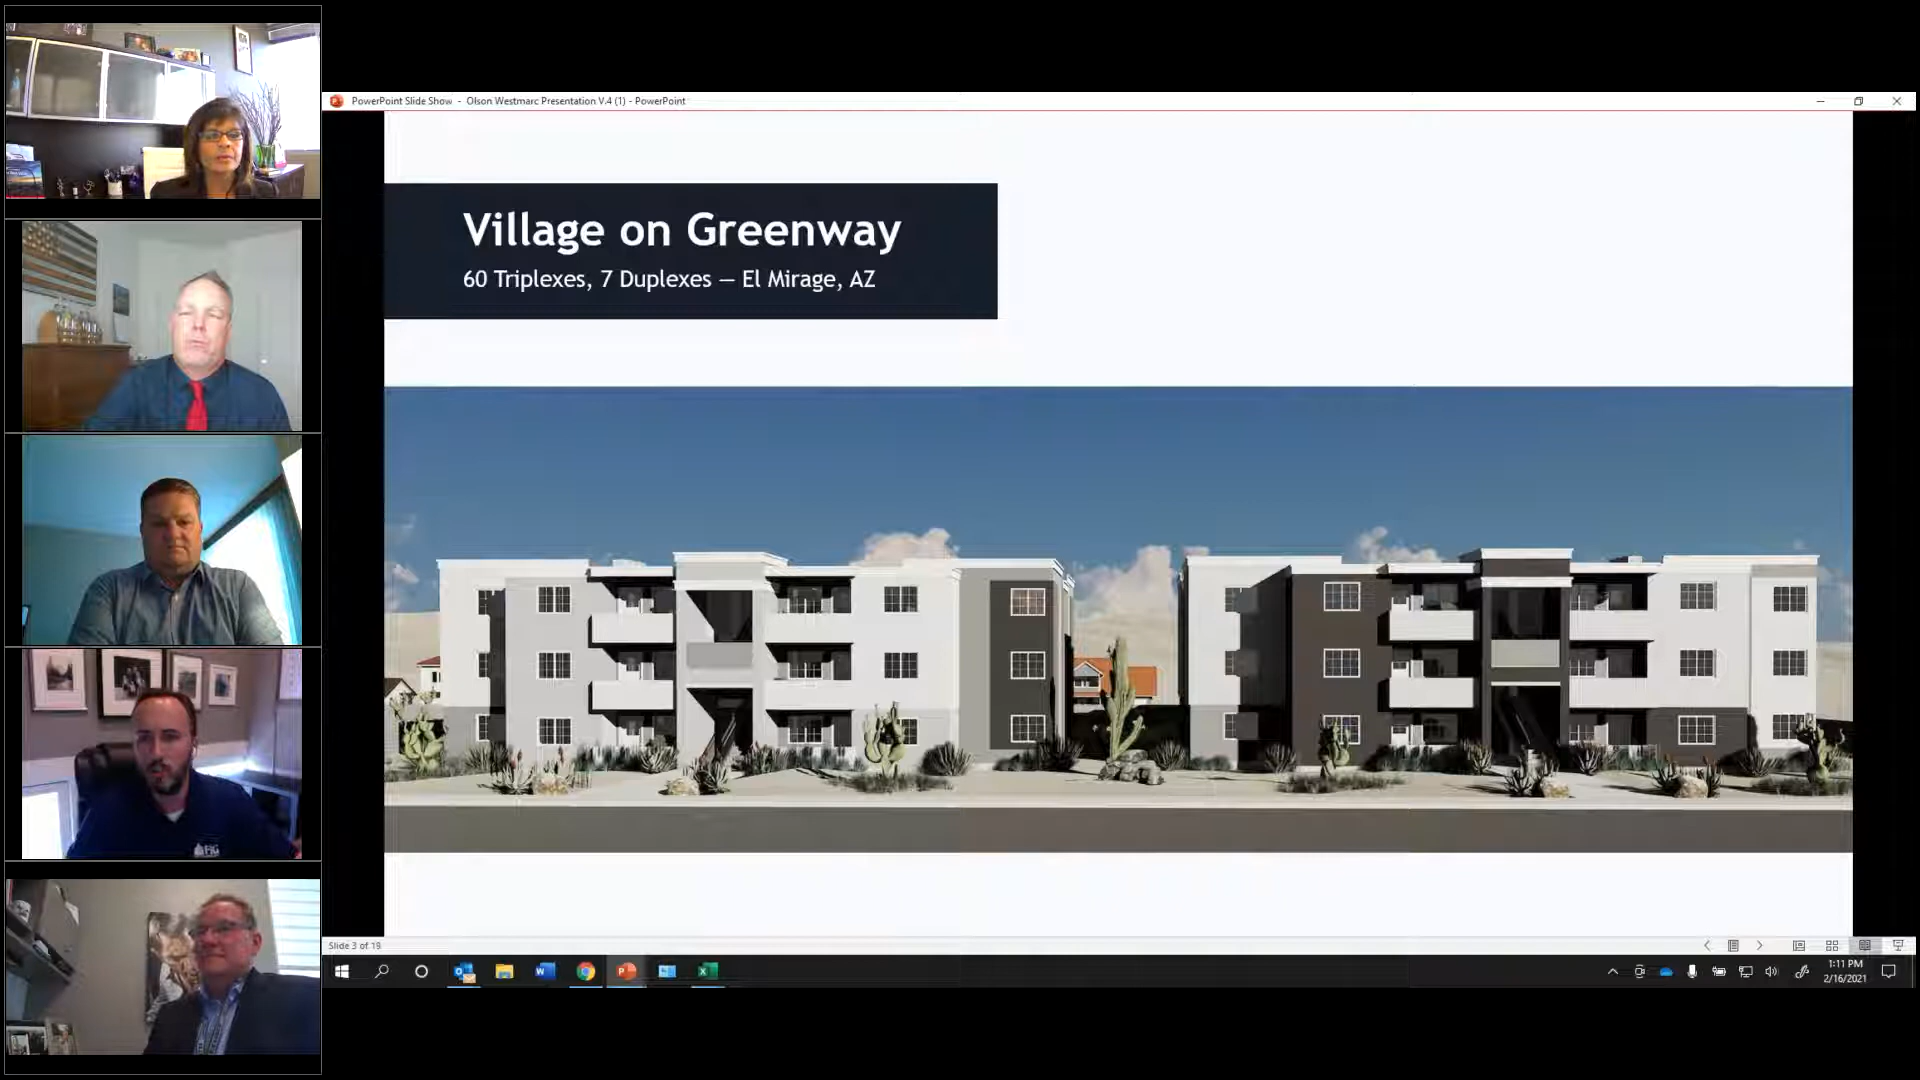 PowerPoint Slide Show - Olson Westmarc Presentation V.4 (1) - PowerPoint
Village on Greenway
60 Triplexes, 7 Duplexes — El Mirage, AZ
FIG
Slide 3 of 19
1:11 PM
2/16/2021